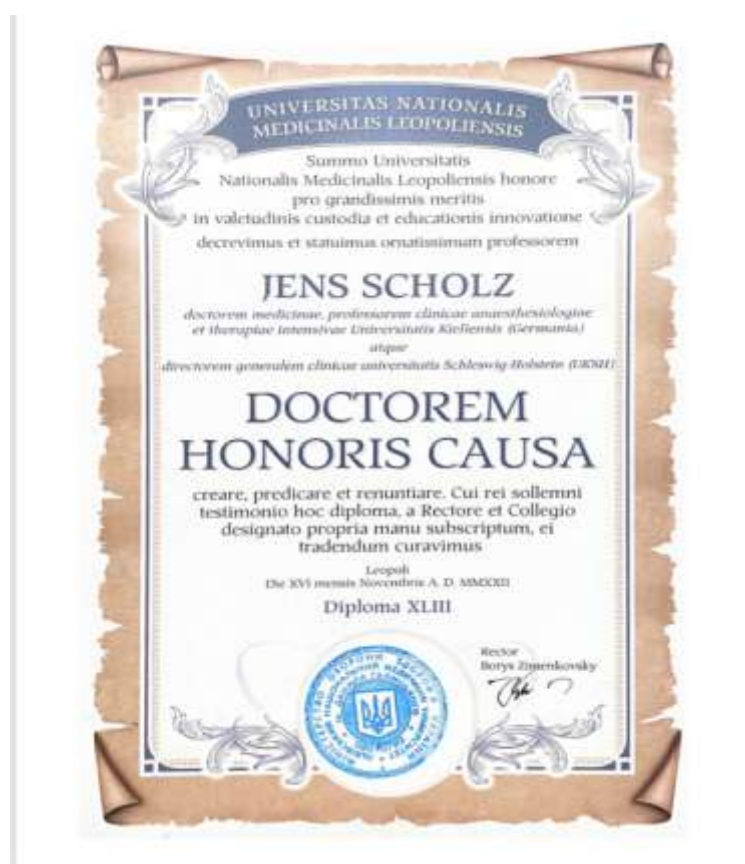 UNIVERSITAS NATIONALIS
MEDICINALIS LEOPOLIENSIS
Summo Universitatis
Nationalis Medicinalis Leopoliensis honore
pro grandissimis meritis
in valetudinis custodia et educationis innovatione
decrevimus et statuimus ornatissimum professorem
JENS SCHOLZ
doctorem medicinae, professorem clinicae anaesthesiologiae
et therapiae intensivae Universitatis Kieliensis (Germania)
atque
directorem generalem clinicae universitatis Schleswig-Holstein (UKSH)
DOCTOREM
HONORIS CAUSA
creare, predicare et renuntiare. Cui rei sollemni
testimonio hoc diploma, a Rectore et Collegio
designato propria manu subscriptum, ei
tradendum curavimus
Leopoli
Die XVI mensis Novembris A. D. MMXXII
Diploma XLIII
Rector
Borys Zimenkovsky